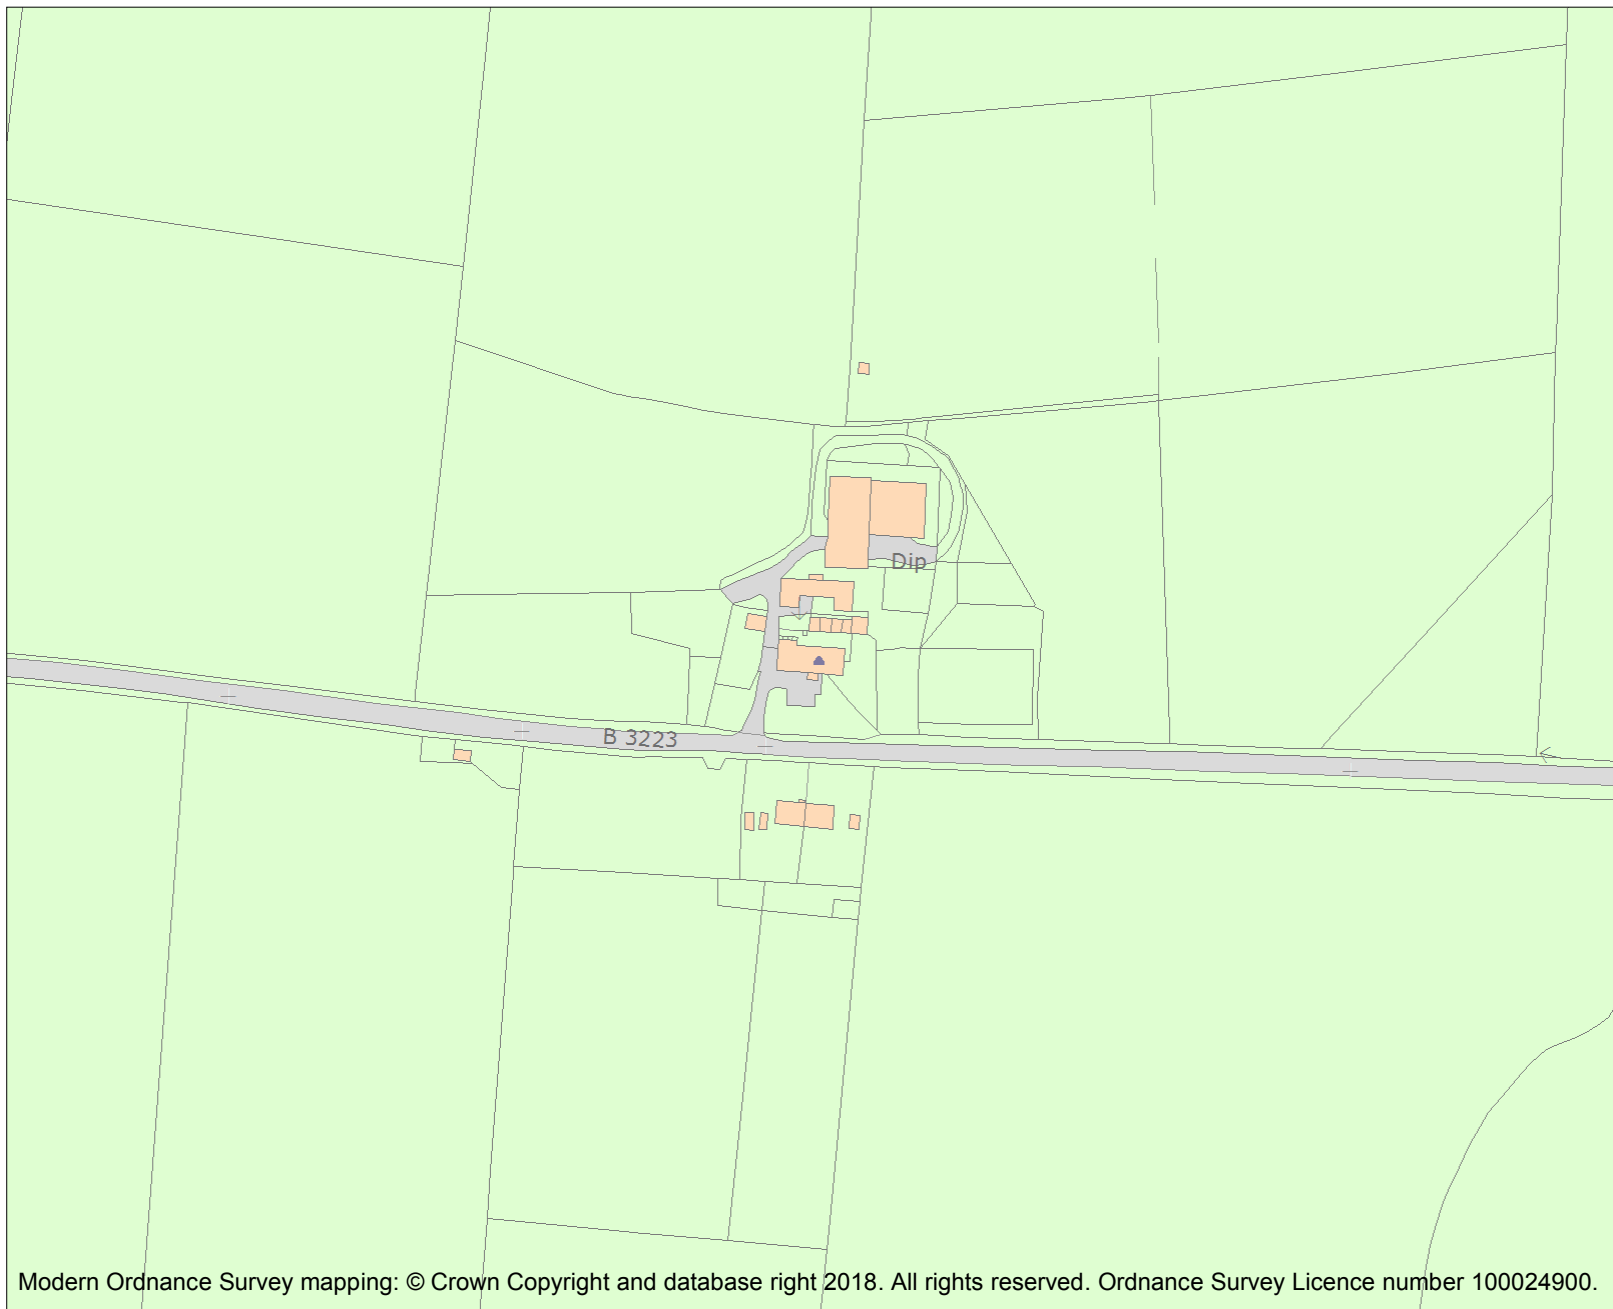 Dip
B 3223
Modern Ordnance Survey mapping: © Crown Copyright and database right 2018. All rights reserved. Ordnance Survey Licence number 100024900.